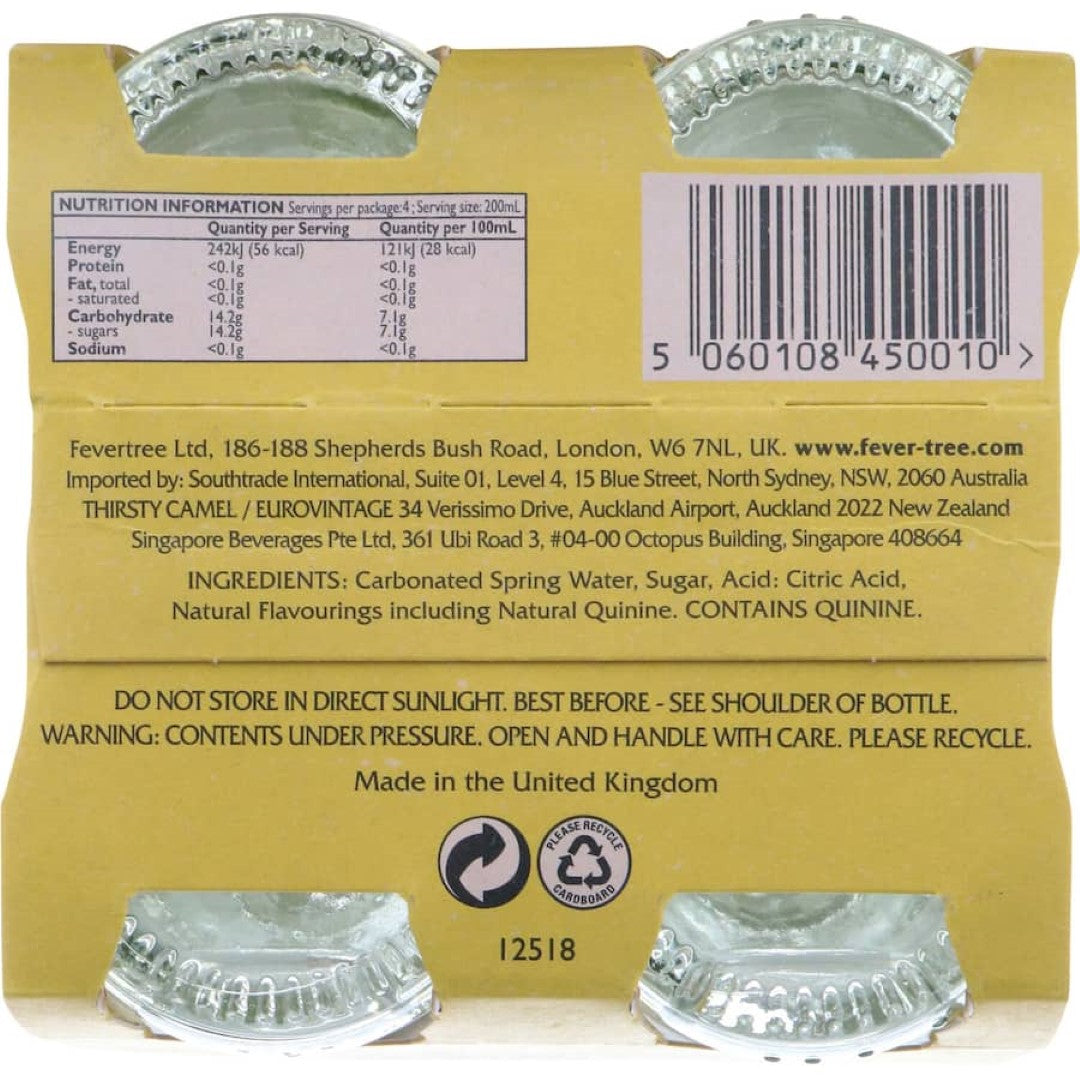 NUTRITION INFORMATION Servings per package:4; Serving size: 200mL
Quantity per Serving Quantity per 100mL
Energy 242kJ (56 kcal) 121kJ (28 kcal)
Protein <0.1g <0.1g
Fat, total <0.1g <0.1g
- saturated <0.1g <0.1g
Carbohydrate 14.2g 7.1g
- sugars 14.2g 7.1g
Sodium <0.1g <0.1g
5 060108 450010 >
Fevertree Ltd, 186-188 Shepherds Bush Road, London, W6 7NL, UK. www.fever-tree.com
Imported by: Southtrade International, Suite 01, Level 4, 15 Blue Street, North Sydney, NSW, 2060 Australia
THIRSTY CAMEL / EUROVINTAGE 34 Verissimo Drive, Auckland Airport, Auckland 2022 New Zealand
Singapore Beverages Pte Ltd, 361 Ubi Road 3, #04-00 Octopus Building, Singapore 408664
INGREDIENTS: Carbonated Spring Water, Sugar, Acid: Citric Acid,
Natural Flavourings including Natural Quinine. CONTAINS QUININE.
DO NOT STORE IN DIRECT SUNLIGHT. BEST BEFORE - SEE SHOULDER OF BOTTLE.
WARNING: CONTENTS UNDER PRESSURE. OPEN AND HANDLE WITH CARE. PLEASE RECYCLE.
Made in the United Kingdom
PLEASE RECYCLE
CARDBOARD
12518